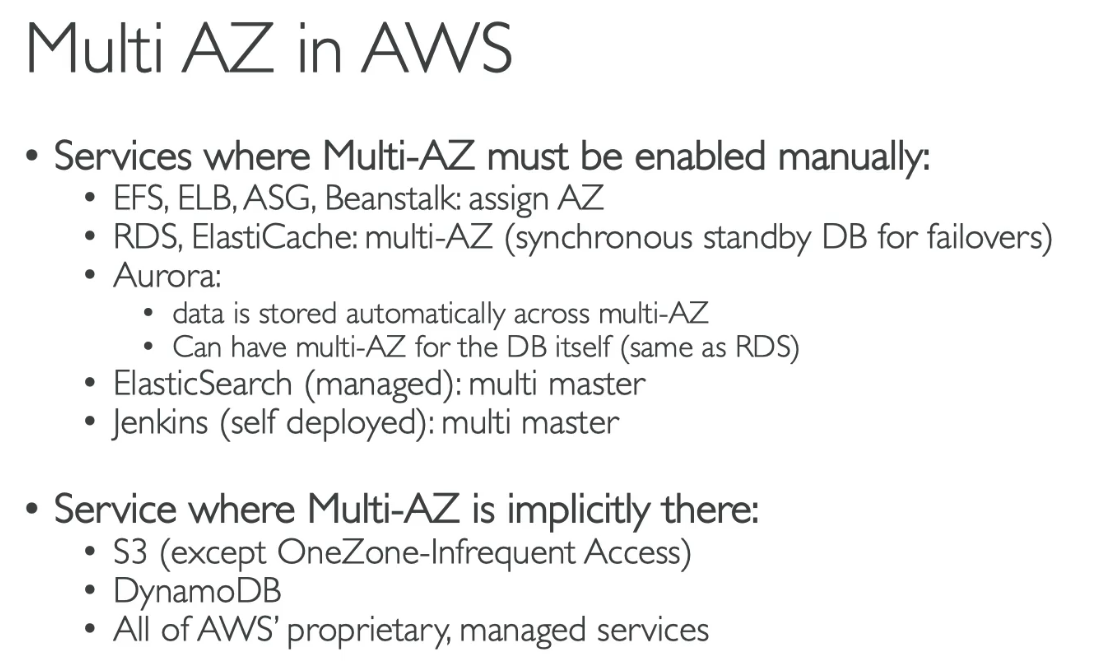 Multi AZ in AWS
• Services where Multi-AZ must be enabled manually:
• EFS, ELB, ASG, Beanstalk: assign AZ
• RDS, ElastiCache: multi-AZ (synchronous standby DB for failovers)
• Aurora:
• data is stored automatically across multi-AZ
• Can have multi-AZ for the DB itself (same as RDS)
• ElasticSearch (managed): multi master
• Jenkins (self deployed): multi master
• Service where Multi-AZ is implicitly there:
• S3 (except OneZone-Infrequent Access)
• DynamoDB
• All of AWS’ proprietary, managed services